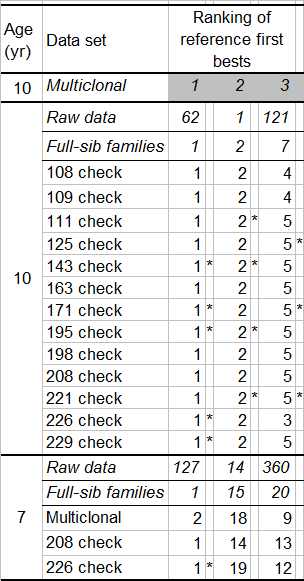 Age (yr) Data set Ranking of reference first bests
10 Multiclonal 1 2 3
Raw data 62 1 121
Full-sib families 1 2 7
108 check 1 2 4
109 check 1 2 4
111 check 1 2 * 5
125 check 1 2 5 *
143 check 1 * 2 * 5
10 163 check 1 2 5
171 check 1 * 2 5 *
195 check 1 * 2 * 5
198 check 1 2 5
208 check 1 2 5
221 check 1 2 * 5 *
226 check 1 * 2 3
229 check 1 * 2 5
Raw data 127 14 360
Full-sib families 1 15 20
7 Multiclonal 2 18 9
208 check 1 14 13
226 check 1 * 19 12